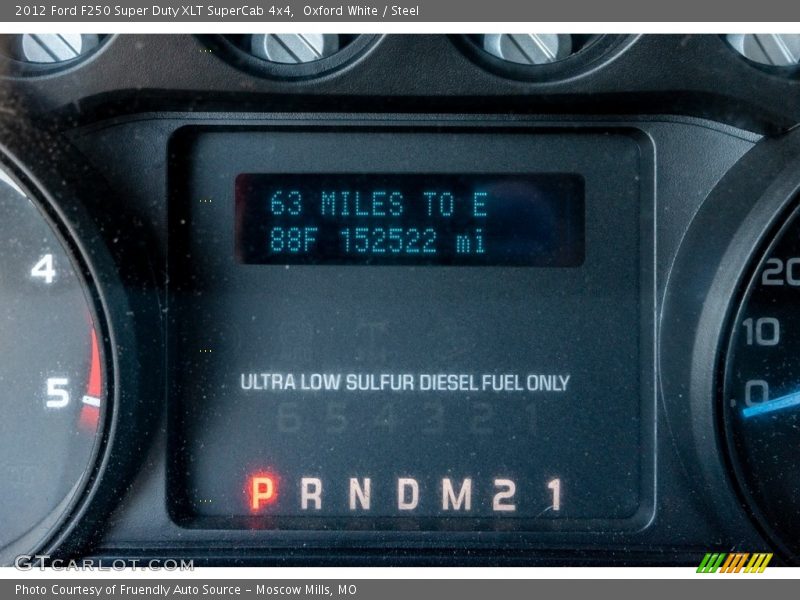 2012 Ford F250 Super Duty XLT SuperCab 4x4, Oxford White / Steel
63 MILES TO E
88F 152522 mi
4
5
20
10
0
ULTRA LOW SULFUR DIESEL FUEL ONLY
6 5 4 3 2 1
P R N D M 2 1
GTCARLOT.COM
Photo Courtesy of Fruendly Auto Source - Moscow Mills, MO